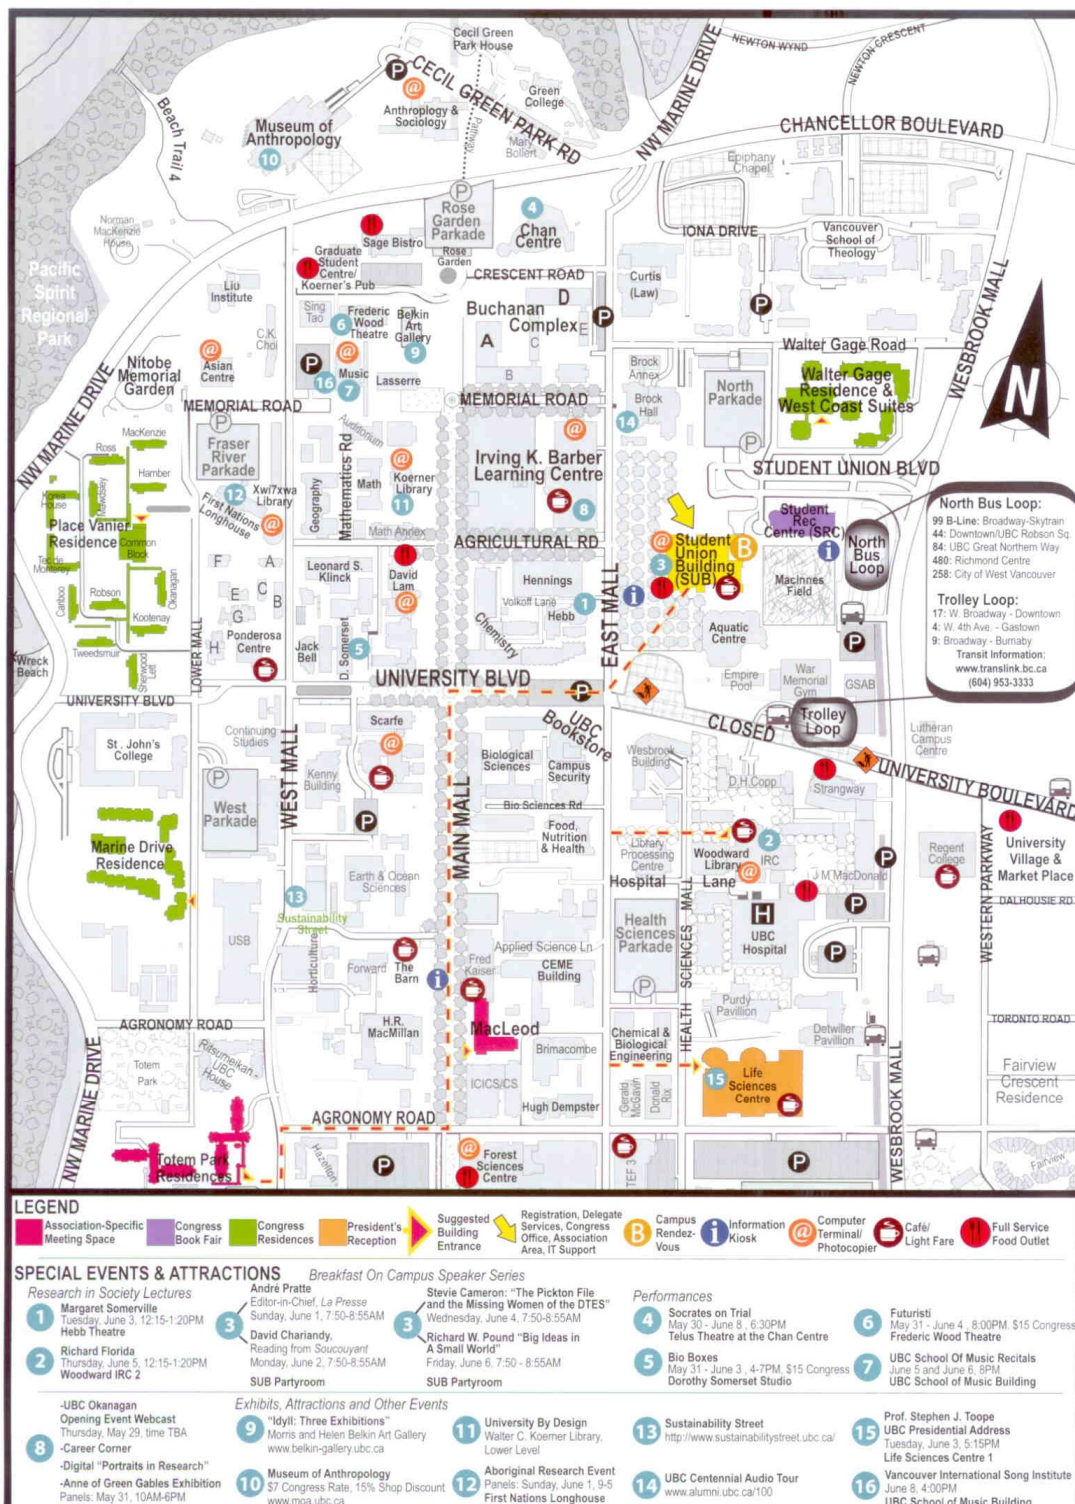 Cecil Green
Park House
NEWTON WYND
NEWTON CRESCENT
NW MARINE DRIVE
CECIL GREEN PARK RD
Green
College
Anthropology &
Sociology
Pathway
Mary
Bollert
CHANCELLOR BOULEVARD
Beach Trail 4
Museum of
Anthropology
10
Epiphany
Chapel
Norman
MacKenzie
House
Rose
Garden
Parkade
4
Chan
Centre
Sage Bistro
Rose
Garden
IONA DRIVE
Vancouver
School of
Theology
Pacific
Spirit
Regional
Park
Graduate
Student
Centre/
Koerner's Pub
CRESCENT ROAD
Curtis
(Law)
WESBROOK MALL
Liu
Institute
Sing
Tao
6
Frederic
Wood
Theatre
Belkin
Art
Gallery
9
Buchanan
Complex
D
A
B
C
E
C.K.
Choi
Asian
Centre
Nitobe
Memorial
Garden
16
Music
7
Lasserre
Brock
Annex
Brock
Hall
14
North
Parkade
Walter Gage Road
Walter Gage
Residence &
West Coast Suites
N
MEMORIAL ROAD
MEMORIAL ROAD
NW MARINE DRIVE
MacKenzie
Ross
Hamber
Korea
House
Mawdsley
Place Vanier
Residence
Common
Block
Tec de
Monterey
Robson
Okanagan
Cariboo
Kootenay
Tweedsmuir
Sherwood
Lett
Fraser
River
Parkade
12
Xwi7xwa
Library
First Nations
Longhouse
Auditorium
Mathematics Rd
Geography
Math
Koerner
Library
11
Math Annex
Irving K. Barber
Learning Centre
8
STUDENT UNION BLVD
Student
Rec
Centre (SRC)
North
Bus
Loop
North Bus Loop:
99 B-Line: Broadway-Skytrain
44: Downtown/UBC Robson Sq.
84: UBC Great Northern Way
480: Richmond Centre
258: City of West Vancouver
Trolley Loop:
17: W. Broadway - Downtown
4: W. 4th Ave. - Gastown
9: Broadway - Burnaby
Transit Information:
www.translink.bc.ca
(604) 953-3333
AGRICULTURAL RD
Student
Union
Building
(SUB)
B
3
Macinnes
Field
F
E
C
A
B
G
H
Ponderosa
Centre
LOWER MALL
Leonard S.
Klinck
David
Lam
Jack
Bell
D. Somerset
5
Hennings
Volkoff Lane
Hebb
1
Chemistry
EAST MALL
Aquatic
Centre
Empire
Pool
War
Memorial
Gym
GSAB
Wreck
Beach
UNIVERSITY BLVD
UNIVERSITY BLVD
CLOSED
Trolley
Loop
Lutheran
Campus
Centre
UNIVERSITY BOULEVARD
St. John's
College
Continuing
Studies
West
Parkade
WEST MALL
Kenny
Building
Scarfe
MAIN MALL
Biological
Sciences
UBC
Bookstore
Campus
Security
Bio Sciences Rd
Food,
Nutrition
& Health
Wesbrook
Building
D.H.Copp
Strangway
Library
Processing
Centre
Woodward
Library
2
IRC
J M MacDonald
Regent
College
University
Village &
Market Place
WESTERN PARKWAY
DALHOUSIE RD
Marine Drive
Residence
13
Sustainability
Street
Earth & Ocean
Sciences
Hospital
Lane
Health
Sciences
Parkade
HEALTH SCIENCES MALL
H
UBC
Hospital
USB
Horticulture
Forward
The
Barn
Fred
Kaiser
Applied Science Ln
CEME
Building
Purdy
Pavilion
Detwiller
Pavilion
TORONTO ROAD
AGRONOMY ROAD
H.R.
MacMillan
MacLeod
Brimacombe
Chemical &
Biological
Engineering
15
Life
Sciences
Centre
Fairview
Crescent
Residence
NW MARINE DRIVE
Totem
Park
Ritsumeikan -
UBC
House
ICICS/CS
Hugh Dempster
Gerald
McGavin
Donald
Rix
WESBROOK MALL
AGRONOMY ROAD
Totem Park
Residences
Hazelton
Forest
Sciences
Centre
TEF 3
Fairview
LEGEND
Association-Specific
Meeting Space
Congress
Book Fair
Congress
Residences
President's
Reception
Suggested
Building
Entrance
Registration, Delegate
Services, Congress
Office, Association
Area, IT Support
B
Campus
Rendez-
Vous
i
Information
Kiosk
@
Computer
Terminal/
Photocopier
Café/
Light Fare
Full Service
Food Outlet
SPECIAL EVENTS & ATTRACTIONS
Research in Society Lectures
1
Margaret Somerville
Tuesday, June 3, 12:15-1:20PM
Hebb Theatre
2
Richard Florida
Thursday, June 5, 12:15-1:20PM
Woodward IRC 2
Breakfast On Campus Speaker Series
3
André Pratte
Editor-in-Chief, La Presse
Sunday, June 1, 7:50-8:55AM
David Chariandy,
Reading from Soucouyant
Monday, June 2, 7:50-8:55AM
SUB Partyroom
3
Stevie Cameron: "The Pickton File
and the Missing Women of the DTES"
Wednesday, June 4, 7:50-8:55AM
Richard W. Pound "Big Ideas in
A Small World"
Friday, June 6, 7:50 - 8:55AM
SUB Partyroom
Performances
4
Socrates on Trial
May 30 - June 8 , 6:30PM
Telus Theatre at the Chan Centre
5
Bio Boxes
May 31 - June 3 , 4-7PM, $15 Congress
Dorothy Somerset Studio
6
Futuristi
May 31 - June 4 , 8:00PM, $15 Congress
Frederic Wood Theatre
7
UBC School Of Music Recitals
June 5 and June 6, 8PM
UBC School of Music Building
8
-UBC Okanagan
Opening Event Webcast
Thursday, May 29, time TBA
-Career Corner
-Digital "Portraits in Research"
-Anne of Green Gables Exhibition
Panels: May 31, 10AM-6PM
Exhibits, Attractions and Other Events
9
"Idyll: Three Exhibitions"
Morris and Helen Belkin Art Gallery
www.belkin-gallery.ubc.ca
10
Museum of Anthropology
$7 Congress Rate, 15% Shop Discount
www.moa.ubc.ca
11
University By Design
Walter C. Koerner Library,
Lower Level
12
Aboriginal Research Event
Panels: Sunday, June 1, 9-5
First Nations Longhouse
13
Sustainability Street
http://www.sustainabilitystreet.ubc.ca/
14
UBC Centennial Audio Tour
www.alumni.ubc.ca/100
15
Prof. Stephen J. Toope
UBC Presidential Address
Tuesday, June 3, 5:15PM
Life Sciences Centre 1
16
Vancouver International Song Institute
June 8, 4:00PM
UBC School of Music Building